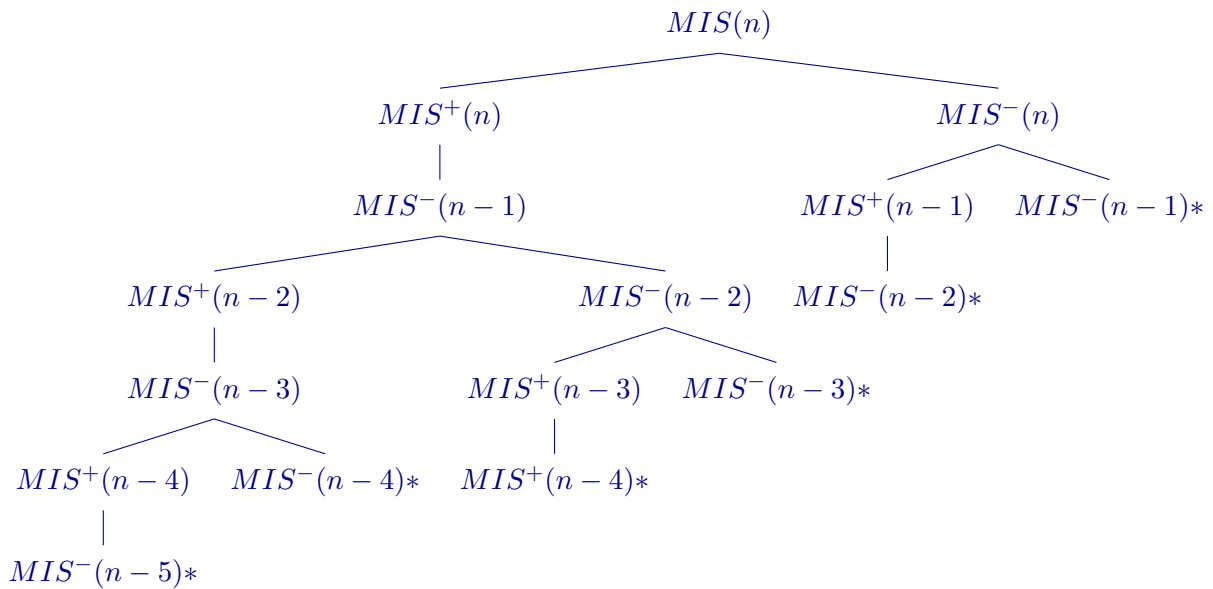 MIS(n)
MIS⁺(n) MIS⁻(n)
MIS⁻(n − 1) MIS⁺(n − 1) MIS⁻(n − 1)∗
MIS⁺(n − 2) MIS⁻(n − 2) MIS⁻(n − 2)∗
MIS⁻(n − 3) MIS⁺(n − 3) MIS⁻(n − 3)∗
MIS⁺(n − 4) MIS⁻(n − 4)∗ MIS⁺(n − 4)∗
MIS⁻(n − 5)∗